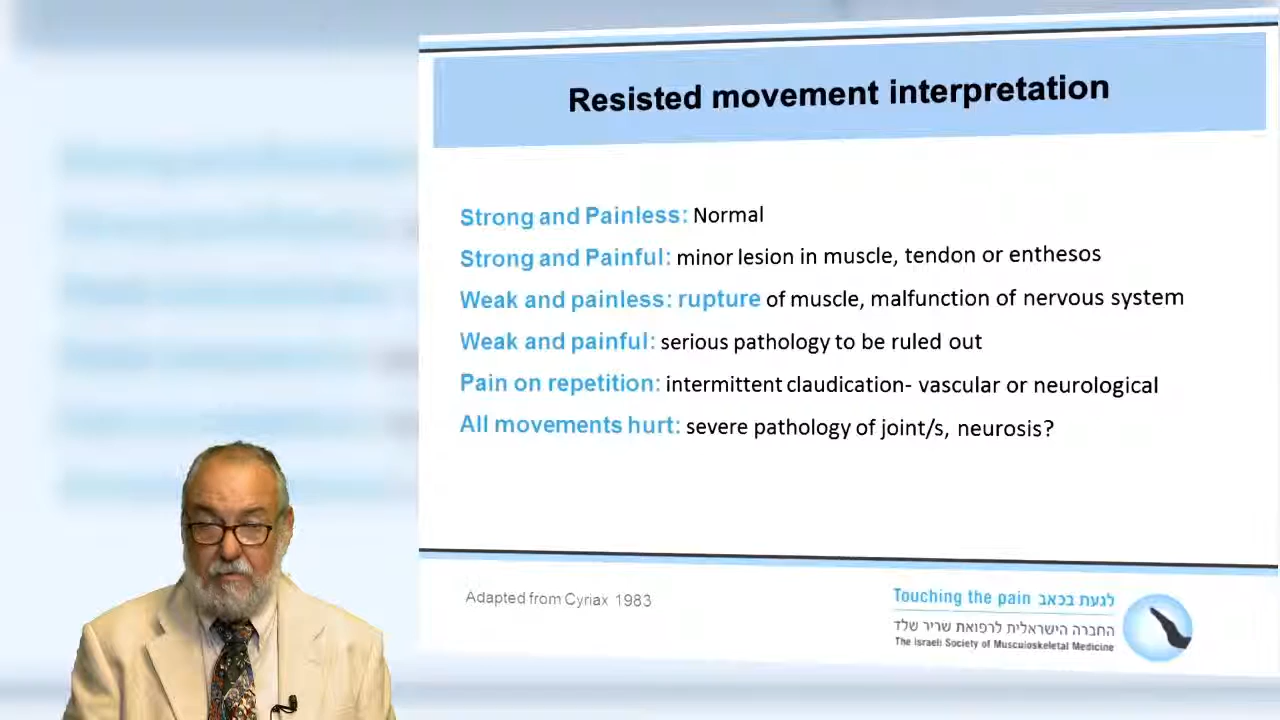 Resisted movement interpretation
Strong and Painless: Normal
Strong and Painful: minor lesion in muscle, tendon or enthesos
Weak and painless: rupture of muscle, malfunction of nervous system
Weak and painful: serious pathology to be ruled out
Pain on repetition: intermittent claudication- vascular or neurological
All movements hurt: severe pathology of joint/s, neurosis?
Adapted from Cyriax 1983
Touching the pain לגעת בכאב
החברה הישראלית לרפואת שריר שלד
The Israeli Society of Musculoskeletal Medicine